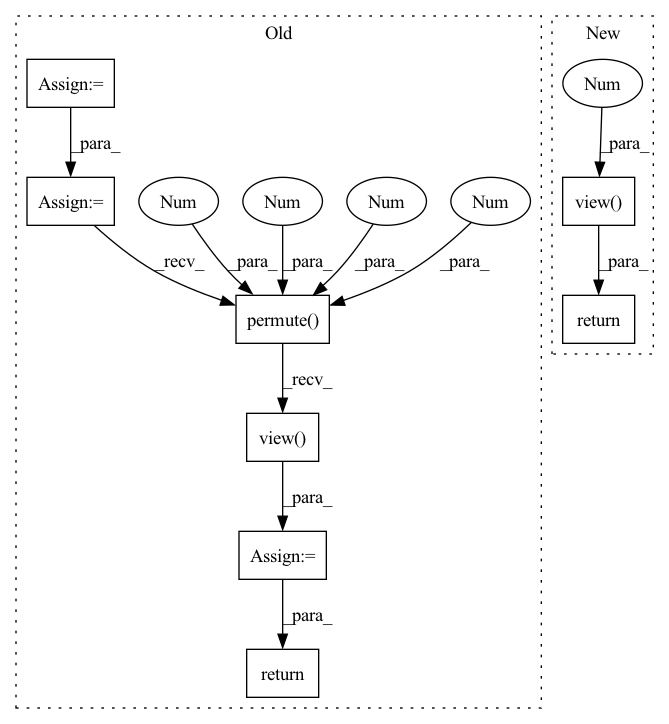 Old
New
Assign:=
Num
_para_
_para_
Assign:=
Num
Num
Num
Num
view()
_recv_
_para_
_para_
_para_
_para_
_para_
permute()
return
_recv_
view()
_para_
Assign:=
_para_
return